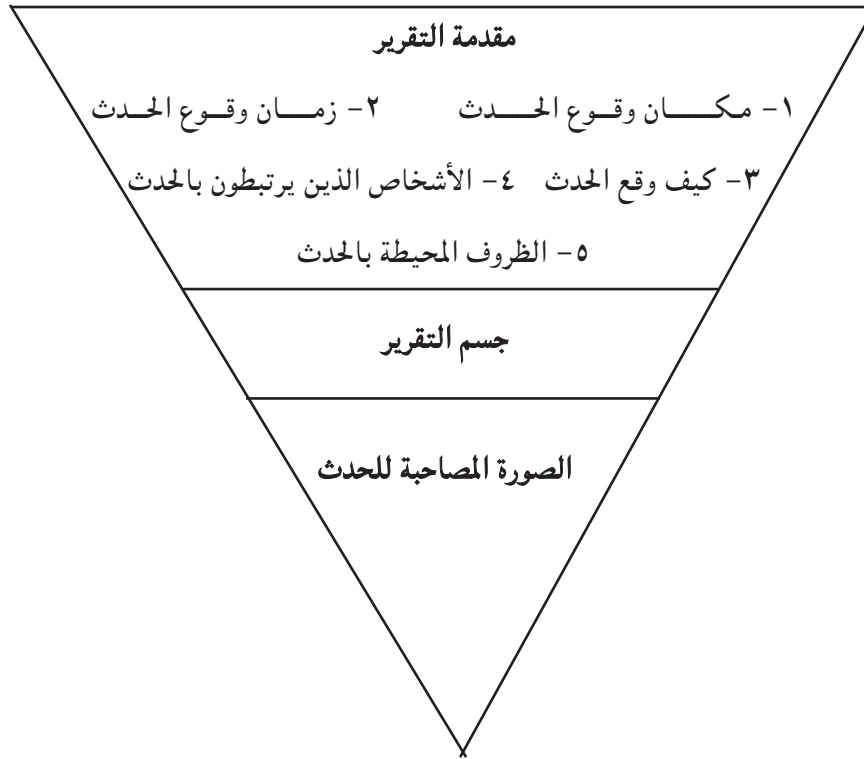 مقدمة التقرير
١- مكان وقوع الحدث ٢- زمان وقوع الحدث
٣- كيف وقع الحدث ٤- الأشخاص الذين يرتبطون بالحدث
٥- الظروف المحيطة بالحدث
جسم التقرير
الصورة المصاحبة للحدث